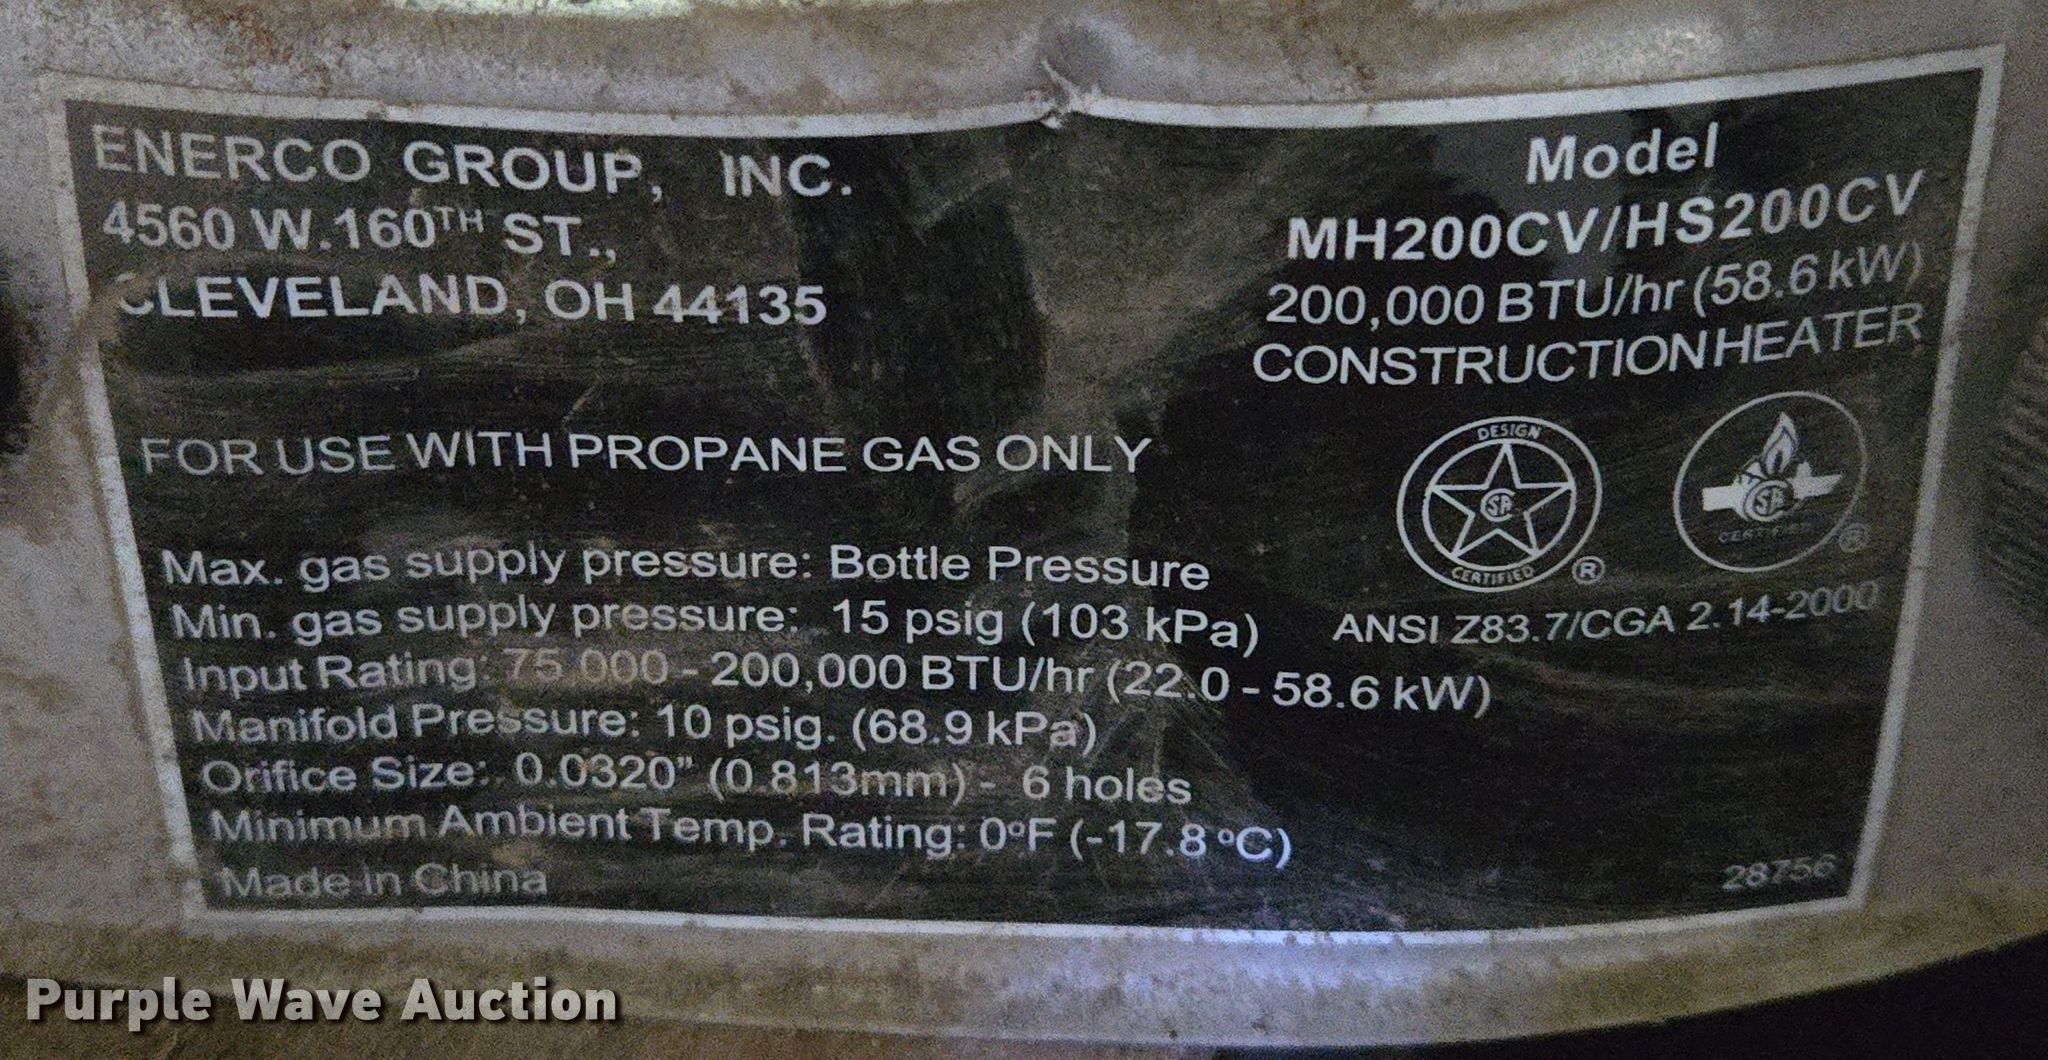 ENERCO GROUP, INC.
4560 W.160TH ST.,
CLEVELAND, OH 44135
Model
MH200CV/HS200CV
200,000 BTU/hr (58.6 kW)
CONSTRUCTION HEATER
FOR USE WITH PROPANE GAS ONLY
DESIGN
CERTIFIED
®
CERTIFIED
®
ANSI Z83.7/CGA 2.14-2000
Max. gas supply pressure: Bottle Pressure
Min. gas supply pressure: 15 psig (103 kPa)
Input Rating: 75,000 - 200,000 BTU/hr (22.0 - 58.6 kW)
Manifold Pressure: 10 psig. (68.9 kPa)
Orifice Size: 0.0320" (0.813mm) - 6 holes
Minimum Ambient Temp. Rating: 0ºF (-17.8 ºC)
Made in China
28756
Purple Wave Auction